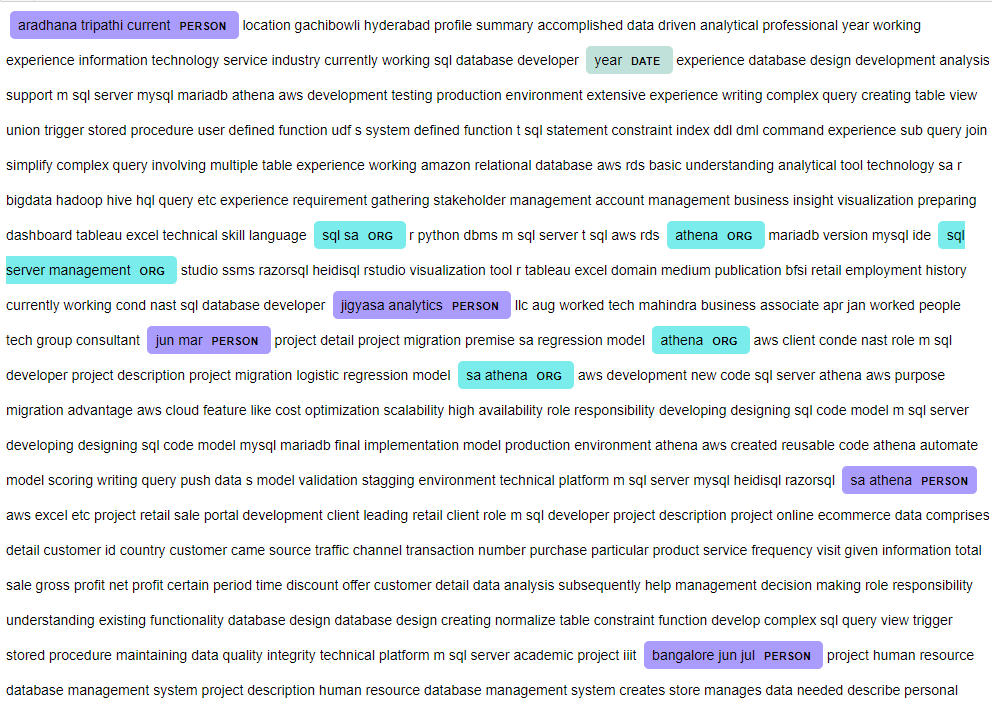 aradhana tripathi current PERSON location gachibowli hyderabad profile summary accomplished data driven analytical professional year working
experience information technology service industry currently working sql database developer year DATE experience database design development analysis
support m sql server mysql mariadb athena aws development testing production environment extensive experience writing complex query creating table view
union trigger stored procedure user defined function udf s system defined function t sql statement constraint index ddl dml command experience sub query join
simplify complex query involving multiple table experience working amazon relational database aws rds basic understanding analytical tool technology sa r
bigdata hadoop hive hql query etc experience requirement gathering stakeholder management account management business insight visualization preparing
dashboard tableau excel technical skill language sql sa ORG r python dbms m sql server t sql aws rds athena ORG mariadb version mysql ide sql
server management ORG studio ssms razorsql heidisql rstudio visualization tool r tableau excel domain medium publication bfsi retail employment history
currently working cond nast sql database developer jigyasa analytics PERSON llc aug worked tech mahindra business associate apr jan worked people
tech group consultant jun mar PERSON project detail project migration premise sa regression model athena ORG aws client conde nast role m sql
developer project description project migration logistic regression model sa athena ORG aws development new code sql server athena aws purpose
migration advantage aws cloud feature like cost optimization scalability high availability role responsibility developing designing sql code model m sql server
developing designing sql code model mysql mariadb final implementation model production environment athena aws created reusable code athena automate
model scoring writing query push data s model validation stagging environment technical platform m sql server mysql heidisql razorsql sa athena PERSON
aws excel etc project retail sale portal development client leading retail client role m sql developer project description project online ecommerce data comprises
detail customer id country customer came source traffic channel transaction number purchase particular product service frequency visit given information total
sale gross profit net profit certain period time discount offer customer detail data analysis subsequently help management decision making role responsibility
understanding existing functionality database design database design creating normalize table constraint function develop complex sql query view trigger
stored procedure maintaining data quality integrity technical platform m sql server academic project iiit bangalore jun jul PERSON project human resource
database management system project description human resource database management system creates store manages data needed describe personal